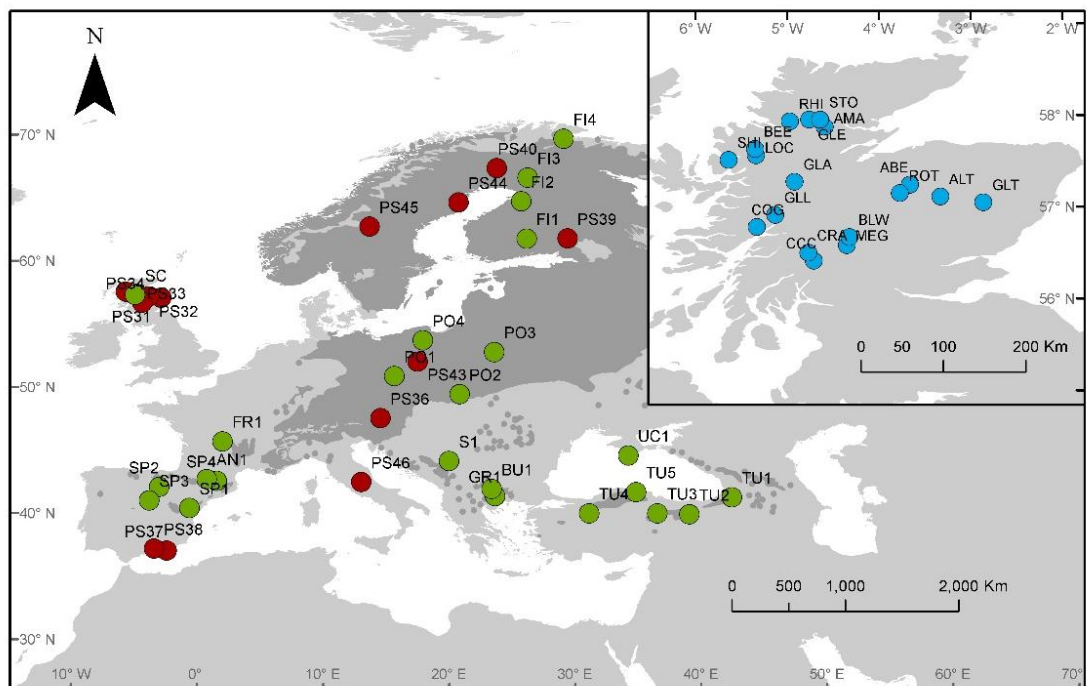 N
6° W 5° W 4° W 3° W 2° W
RHI STO
58° N
BEE AMA
GLE
SHI LOC
GLA ABE
ROT ALT GLT
57° N
GLL
COG
BLW
CRA MEG
CCC
56° N
0 50 100 200 Km
FI4
70° N
PS40 FI3
PS44 FI2
PS45
FI1 PS39
60° N
PS34 SC
PS33
PS31 PS32
PO4 PO3
PO1
50° N
PS43 PO2
PS36
FR1
S1 UC1
SP4 AN1
PS46
SP2
SP3 SP1
GR1 BU1
TU5 TU1
TU4 TU3 TU2
40° N
PS37 PS38
0 500 1,000 2,000 Km
30° N
10° W 0° 10° E 20° E 30° E 40° E 50° E 60° E 70°